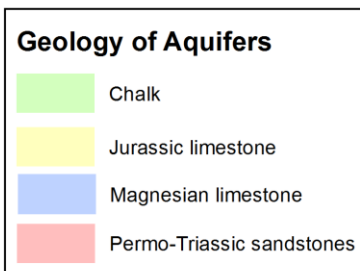 Geology of Aquifers
Chalk
Jurassic limestone
Magnesian limestone
Permo-Triassic sandstones